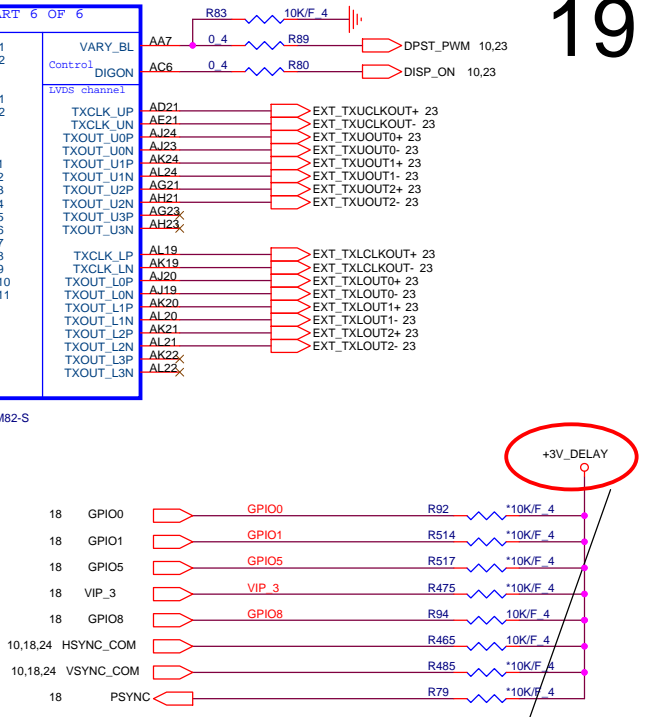 ART 6 OF 6
19
R83 10K/F_4
VARY_BL AA7 0_4 R89 DPST_PWM 10,23
Control
DIGON AC6 0_4 R80 DISP_ON 10,23
LVDS channel
TXCLK_UP AD21 EXT_TXUCLKOUT+ 23
TXCLK_UN AE21 EXT_TXUCLKOUT- 23
TXOUT_U0P AJ24 EXT_TXUOUT0+ 23
TXOUT_U0N AJ23 EXT_TXUOUT0- 23
TXOUT_U1P AK24 EXT_TXUOUT1+ 23
TXOUT_U1N AL24 EXT_TXUOUT1- 23
TXOUT_U2P AG21 EXT_TXUOUT2+ 23
TXOUT_U2N AH21 EXT_TXUOUT2- 23
TXOUT_U3P AG23
TXOUT_U3N AH23
TXCLK_LP AL19 EXT_TXLCLKOUT+ 23
TXCLK_LN AK19 EXT_TXLCLKOUT- 23
10 TXOUT_L0P AJ20 EXT_TXLOUT0+ 23
11 TXOUT_L0N AJ19 EXT_TXLOUT0- 23
TXOUT_L1P AK20 EXT_TXLOUT1+ 23
TXOUT_L1N AL20 EXT_TXLOUT1- 23
TXOUT_L2P AK21 EXT_TXLOUT2+ 23
TXOUT_L2N AL21 EXT_TXLOUT2- 23
TXOUT_L3P AK22
TXOUT_L3N AL22
M82-S
+3V_DELAY
18 GPIO0 GPIO0 R92 *10K/F_4
18 GPIO1 GPIO1 R514 *10K/F_4
18 GPIO5 GPIO5 R517 *10K/F_4
18 VIP_3 VIP_3 R475 *10K/F_4
18 GPIO8 GPIO8 R94 10K/F_4
10,18,24 HSYNC_COM R465 10K/F_4
10,18,24 VSYNC_COM R485 *10K/F_4
18 PSYNC R79 *10K/F_4